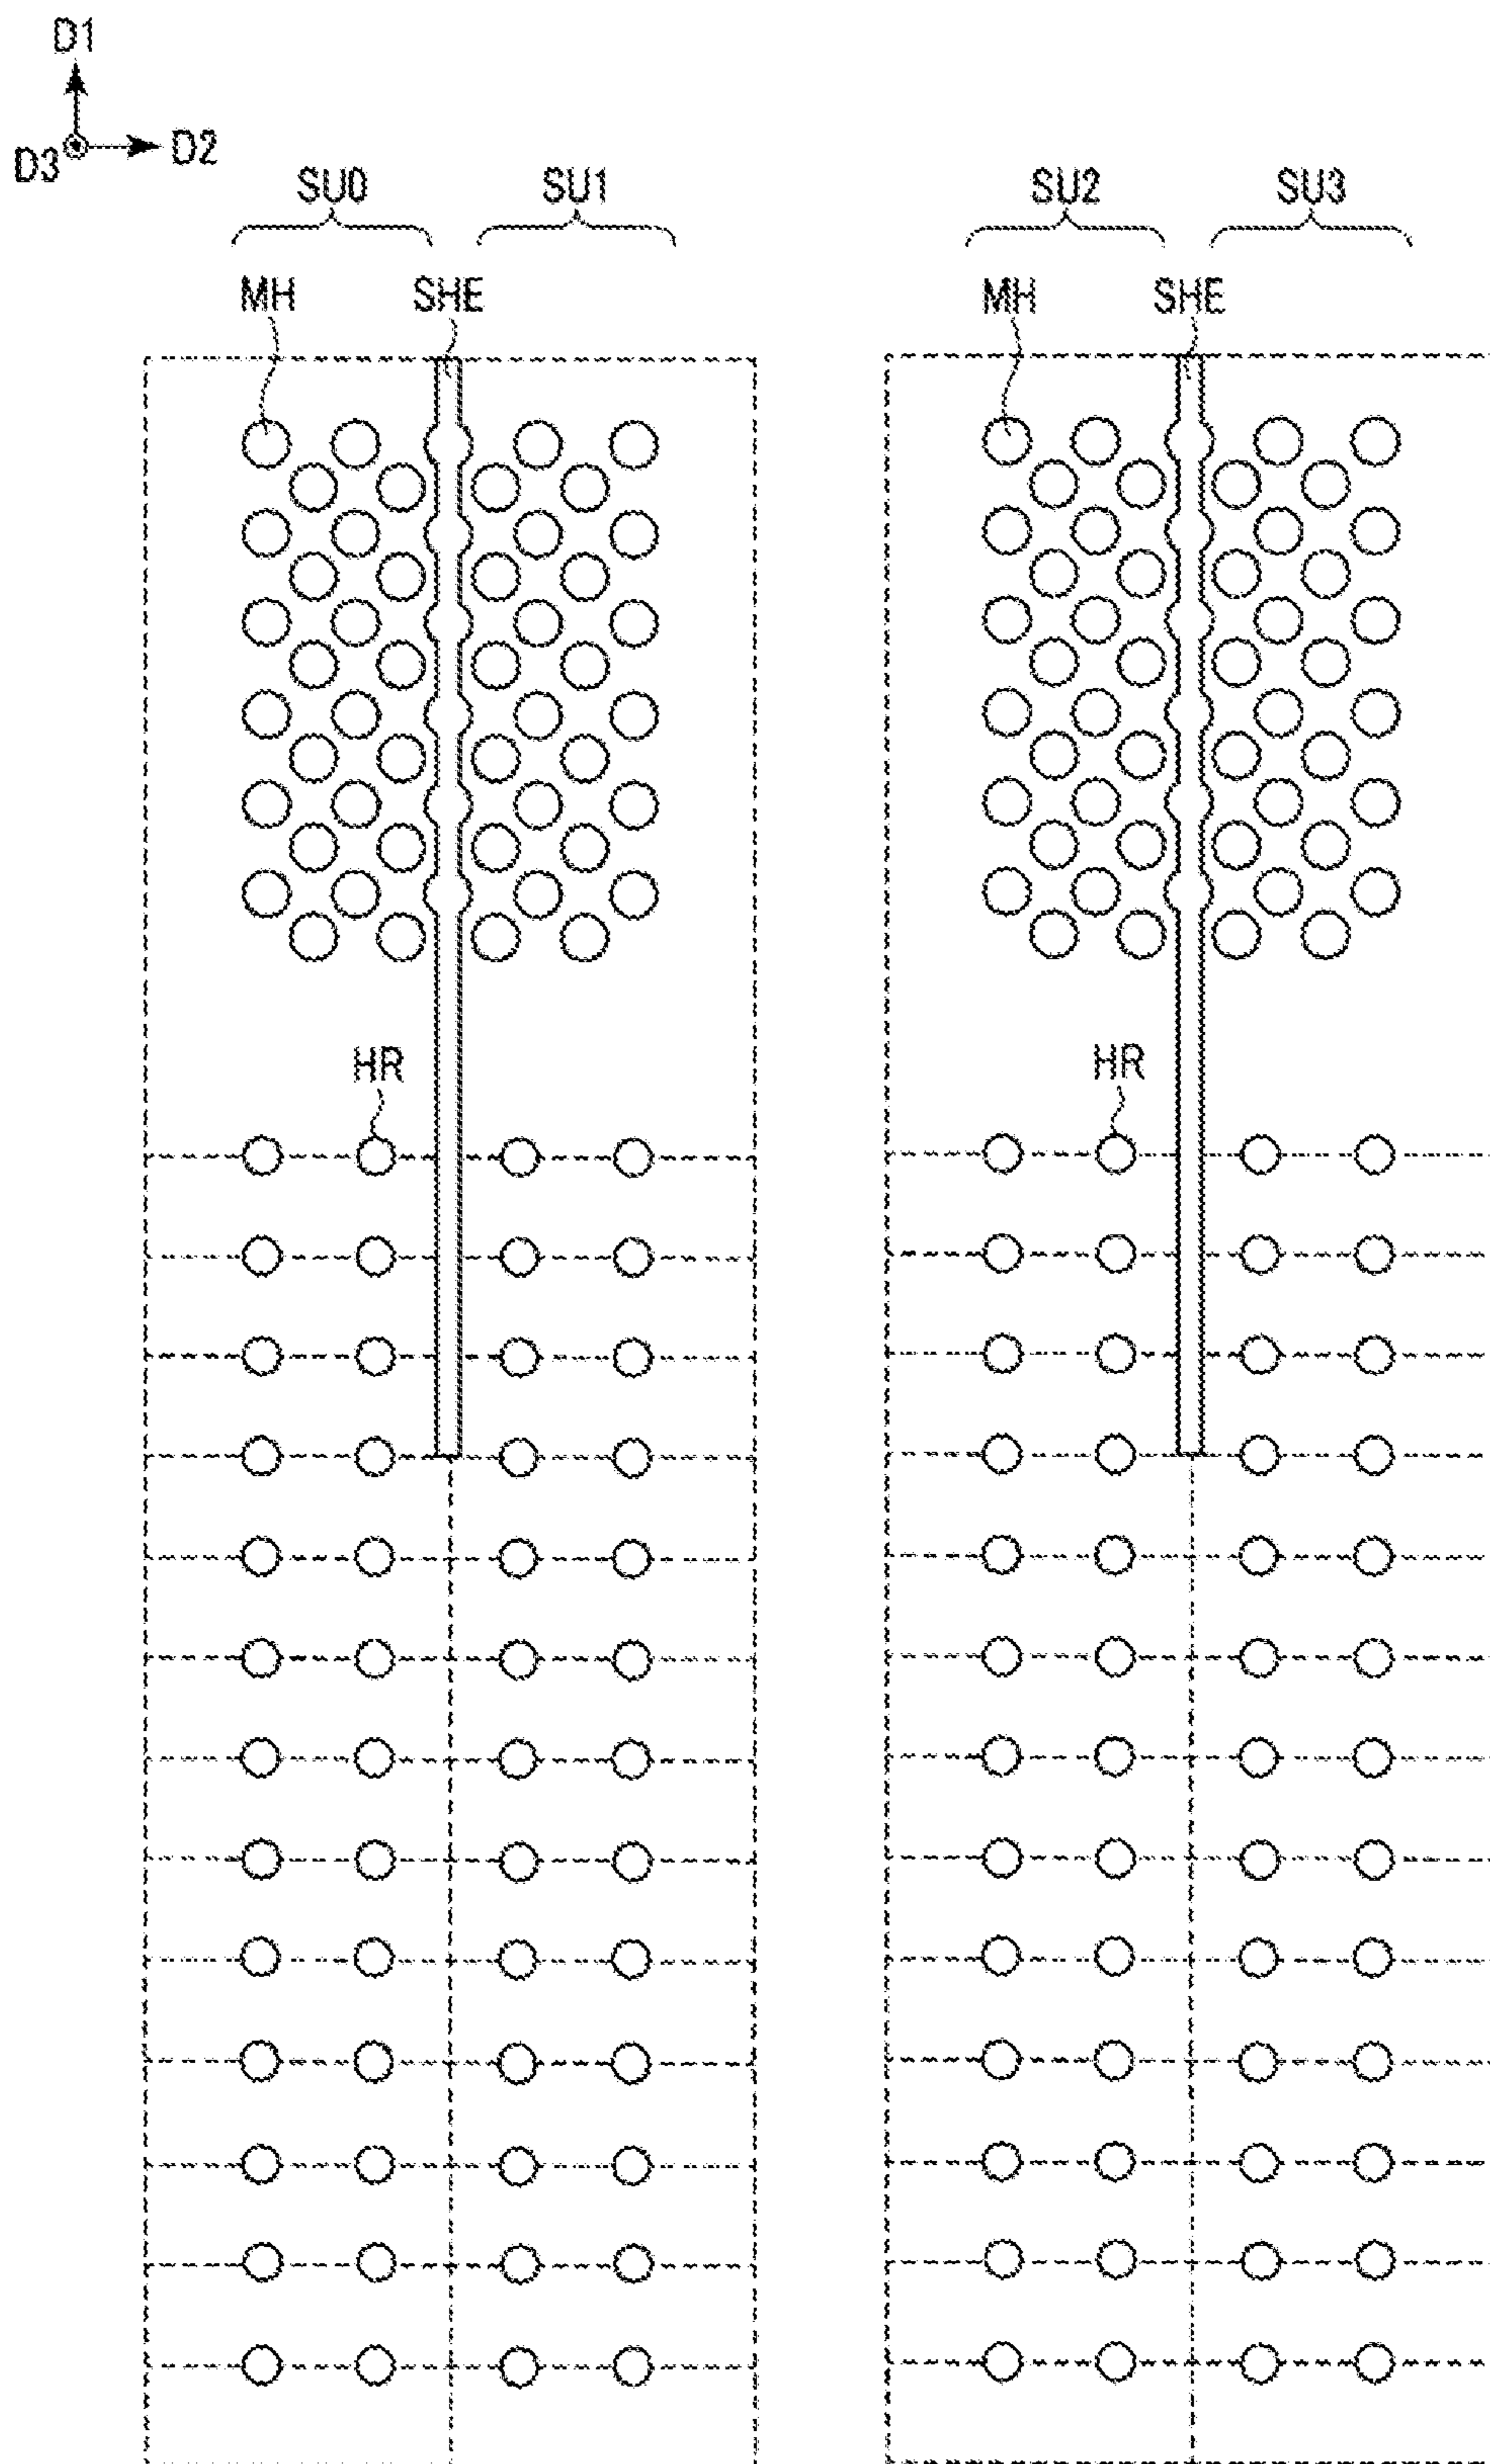 D1
D2
D3
SU0 SU1 SU2 SU3
MH SHE MH SHE
HR HR